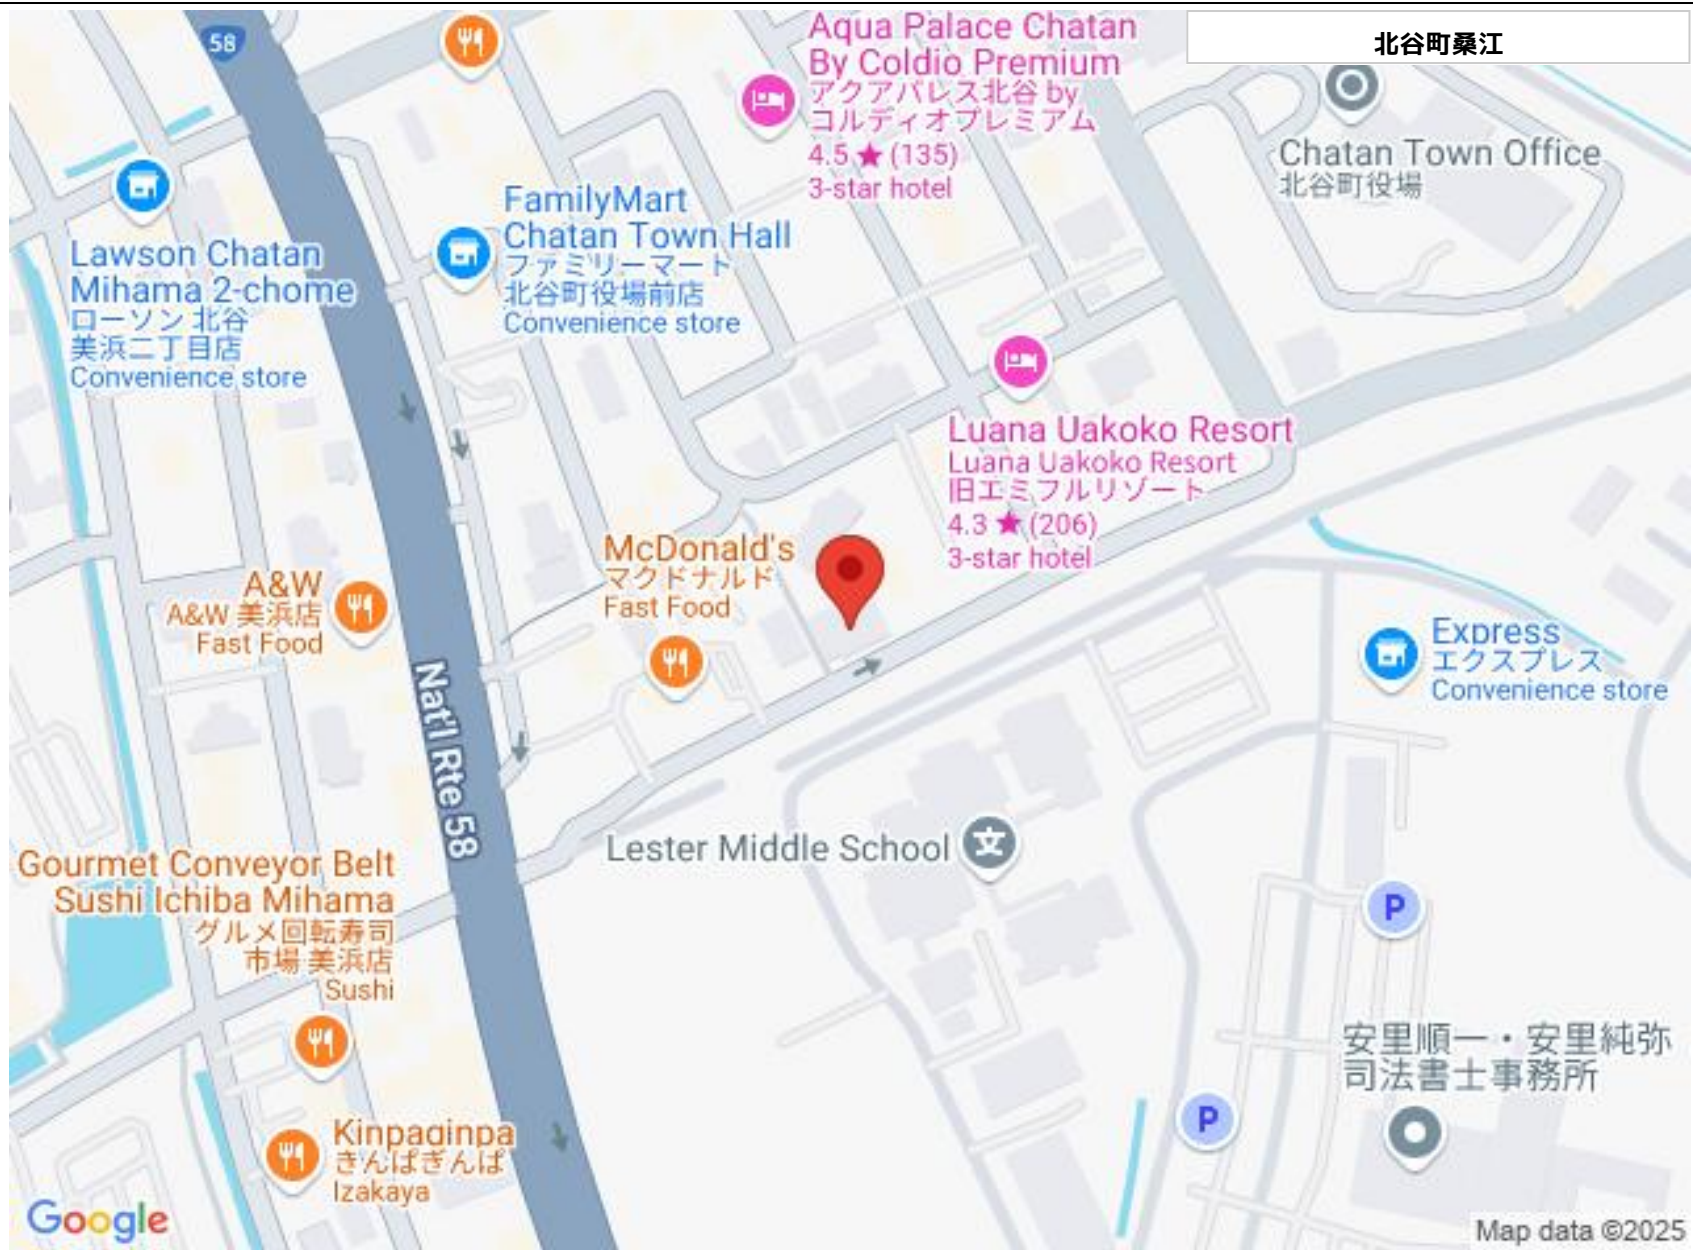 58
Aqua Palace Chatan
By Coldio Premium
アクアパレス北谷 by
コルディオプレミアム
4.5 ★ (135)
3-star hotel
北谷町桑江
Chatan Town Office
北谷町役場
FamilyMart
Chatan Town Hall
ファミリーマート
北谷町役場前店
Convenience store
Lawson Chatan
Mihama 2-chome
ローソン 北谷
美浜二丁目店
Convenience store
Luana Uakoko Resort
Luana Uakoko Resort
旧エミフルリゾート
4.3 ★ (206)
3-star hotel
McDonald's
マクドナルド
Fast Food
A&W
A&W 美浜店
Fast Food
Express
エクスプレス
Convenience store
Nat'l Rte 58
Lester Middle School
文
Gourmet Conveyor Belt
Sushi Ichiba Mihama
グルメ回転寿司
市場 美浜店
Sushi
P
安里順一・安里純弥
司法書士事務所
P
Kinpaginpa
きんぱぎんぱ
Izakaya
Google
Map data ©2025